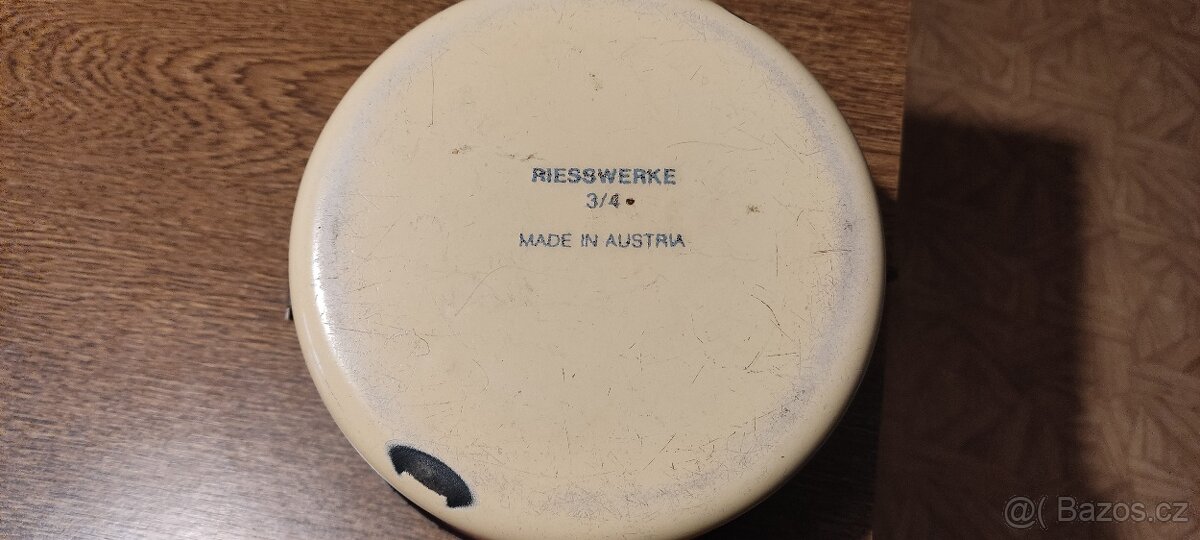 RIESSWERKE
3/4
MADE IN AUSTRIA
@( Bazos.cz